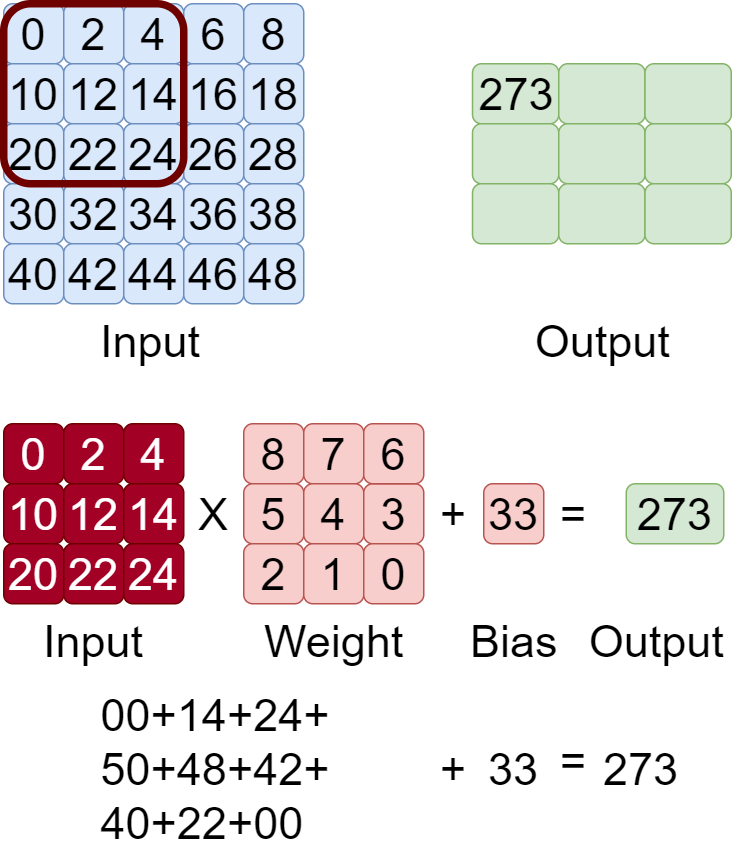 0 2 4 6 8
10 12 14 16 18
273
20 22 24 26 28
30 32 34 36 38
40 42 44 46 48
Input
Output
0 2 4
8 7 6
10 12 14 X 5 4 3 + 33 = 273
20 22 24
2 1 0
Input Weight Bias Output
00+14+24+
50+48+42+ + 33 = 273
40+22+00